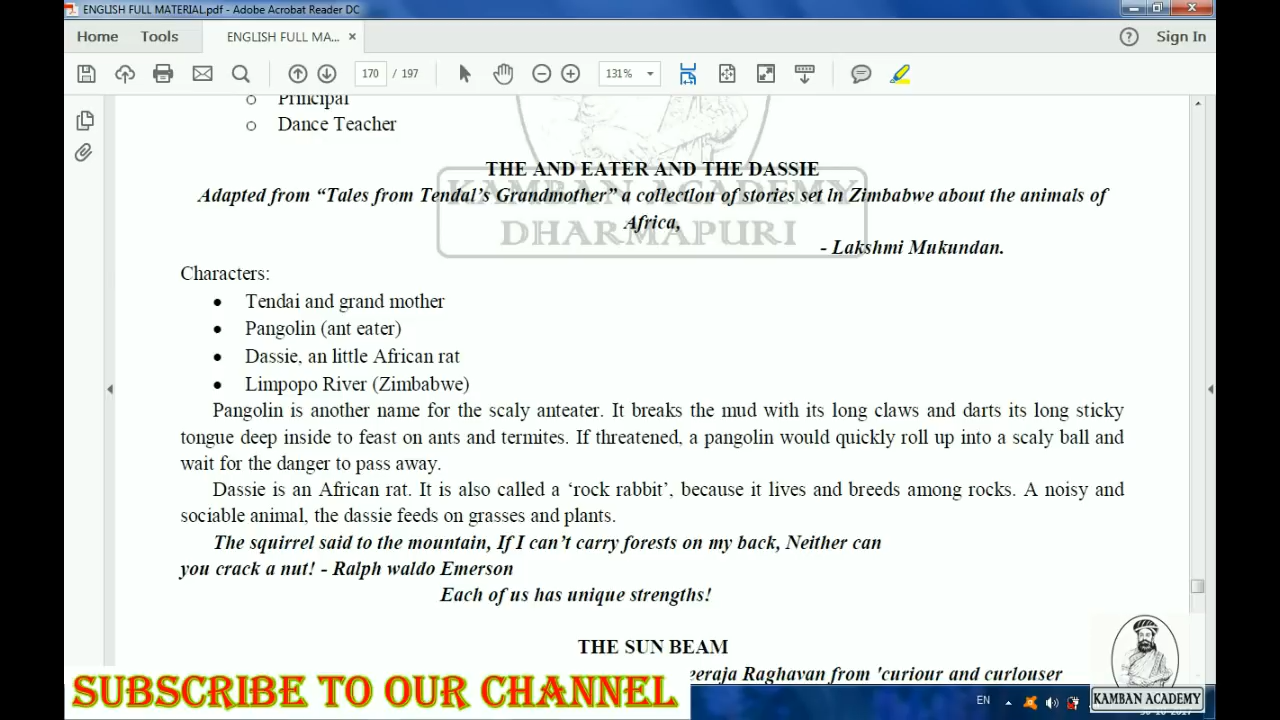 ENGLISH FULL MATERIAL.pdf - Adobe Acrobat Reader DC
Home Tools ENGLISH FULL MA... × Sign In
170 / 197 131%
Principal
Dance Teacher
THE AND EATER AND THE DASSIE
Adapted from “Tales from Tendal’s Grandmother” a collection of stories set in Zimbabwe about the animals of
Africa,
KAMBAN ACADEMY
DHARMAPURI
- Lakshmi Mukundan.
Characters:
• Tendai and grand mother
• Pangolin (ant eater)
• Dassie, an little African rat
• Limpopo River (Zimbabwe)
Pangolin is another name for the scaly anteater. It breaks the mud with its long claws and darts its long sticky
tongue deep inside to feast on ants and termites. If threatened, a pangolin would quickly roll up into a scaly ball and
wait for the danger to pass away.
Dassie is an African rat. It is also called a ‘rock rabbit’, because it lives and breeds among rocks. A noisy and
sociable animal, the dassie feeds on grasses and plants.
The squirrel said to the mountain, If I can’t carry forests on my back, Neither can
you crack a nut! - Ralph waldo Emerson
Each of us has unique strengths!
THE SUN BEAM
eeraja Raghavan from 'curiour and curlouser
SUBSCRIBE TO OUR CHANNEL
EN
KAMBAN ACADEMY